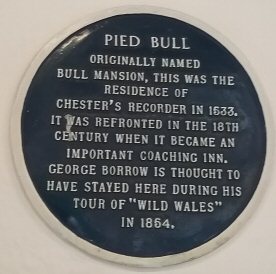 PIED BULL
ORIGINALLY NAMED
BULL MANSION, THIS WAS THE
RESIDENCE OF
CHESTER'S RECORDER IN 1533.
IT WAS REFRONTED IN THE 18TH
CENTURY WHEN IT BECAME AN
IMPORTANT COACHING INN.
GEORGE BORROW IS THOUGHT TO
HAVE STAYED HERE DURING HIS
TOUR OF "WILD WALES"
IN 1854.